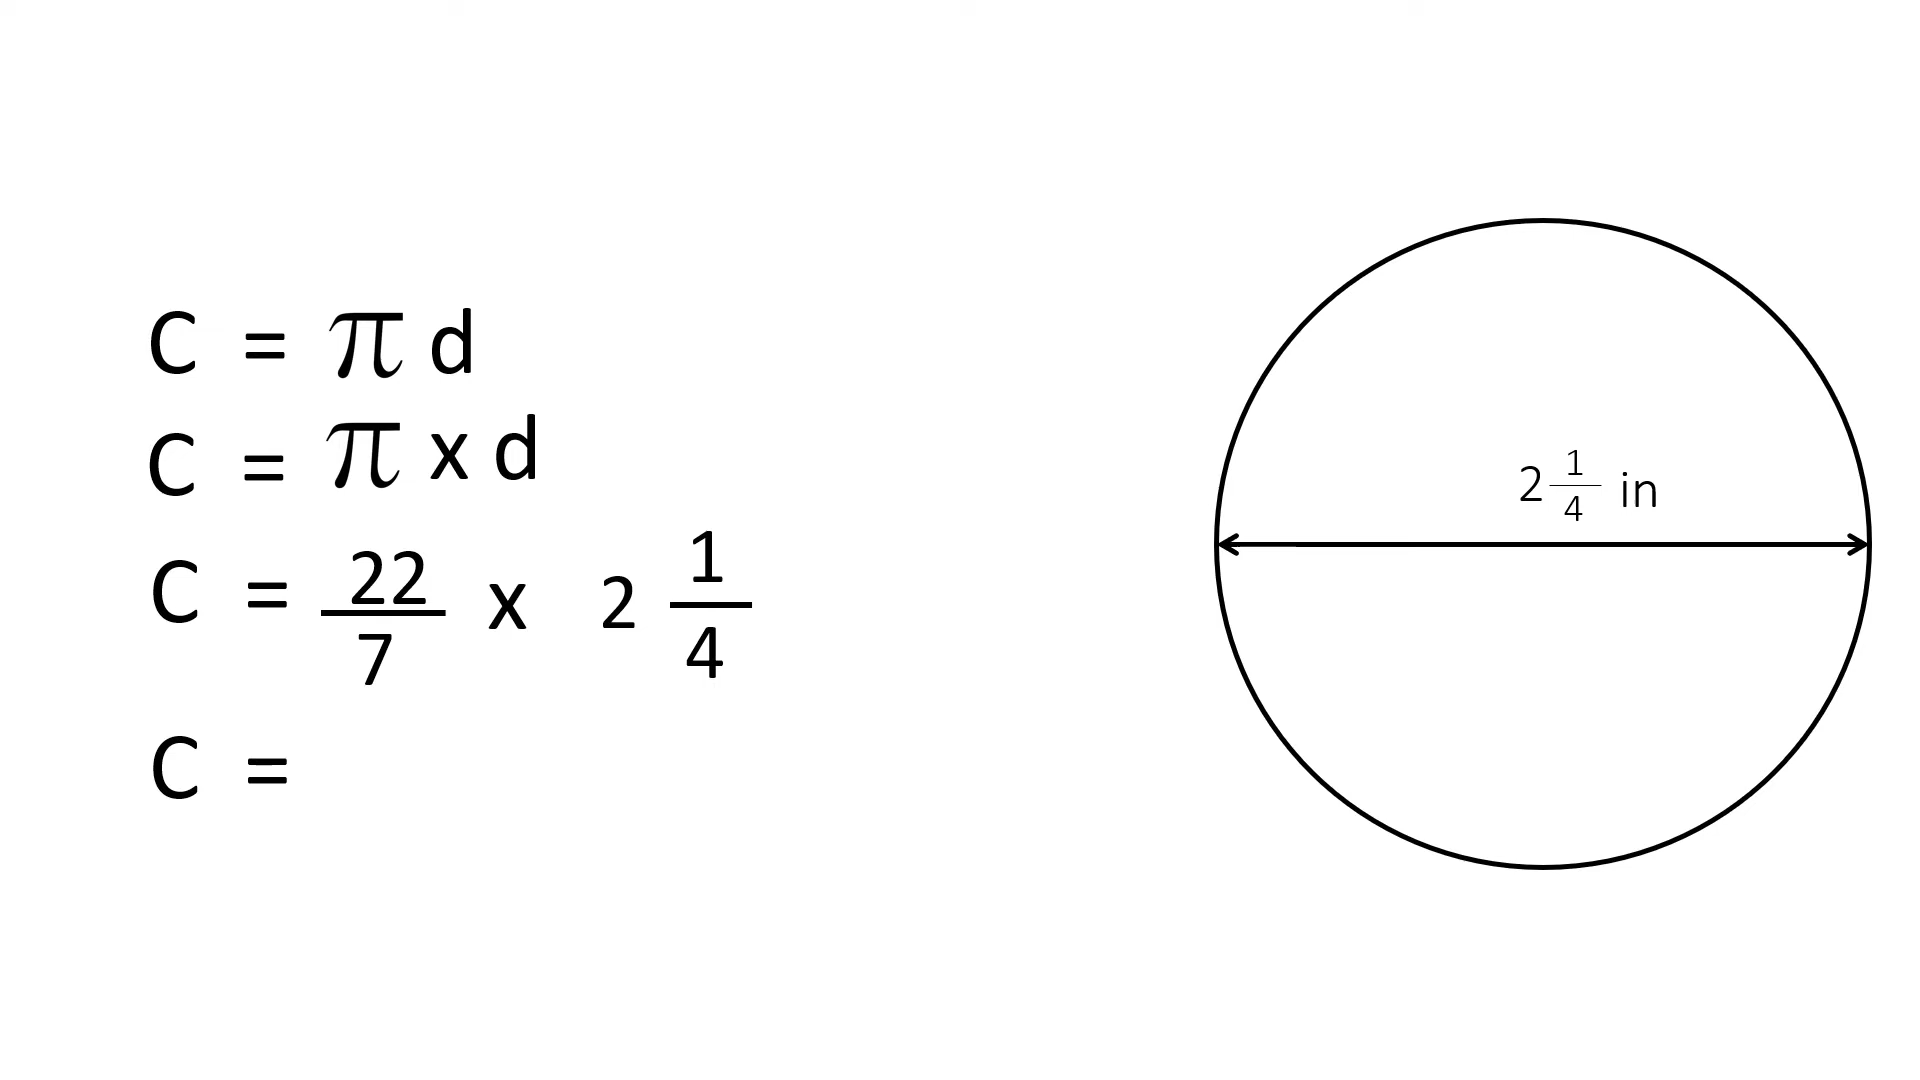 C = π d
C = π x d
C = 22/7 x 2 1/4
C =
2 1/4 in